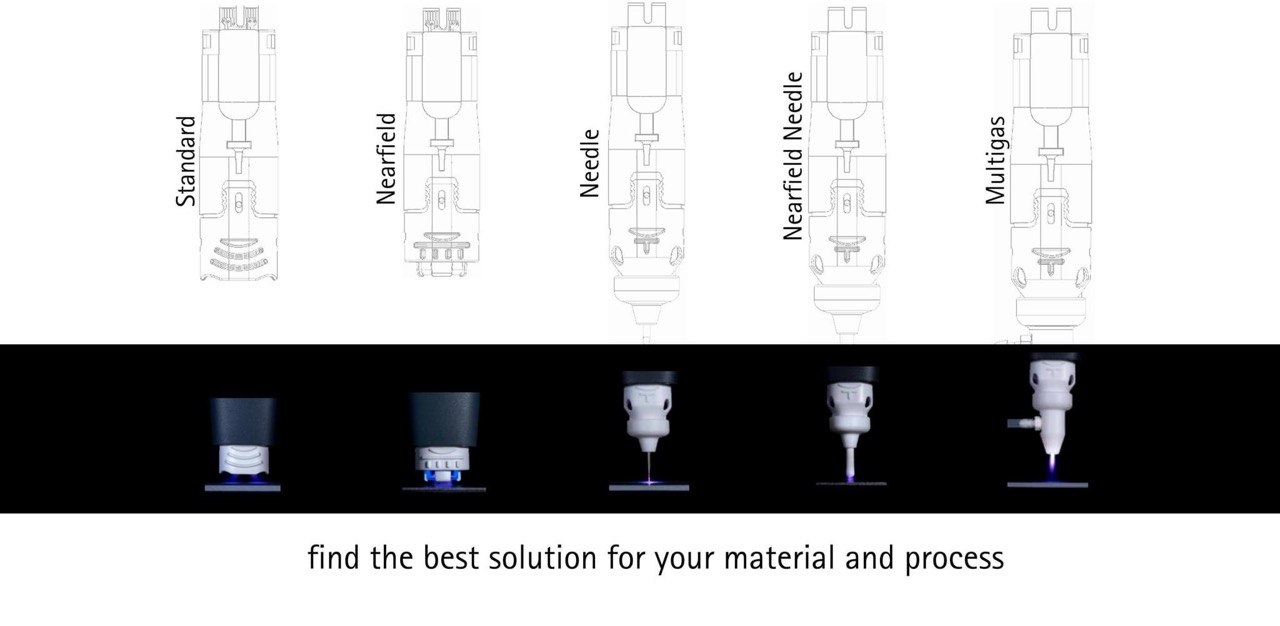 Standard
Nearfield
Needle
Nearfield Needle
Multigas
find the best solution for your material and process